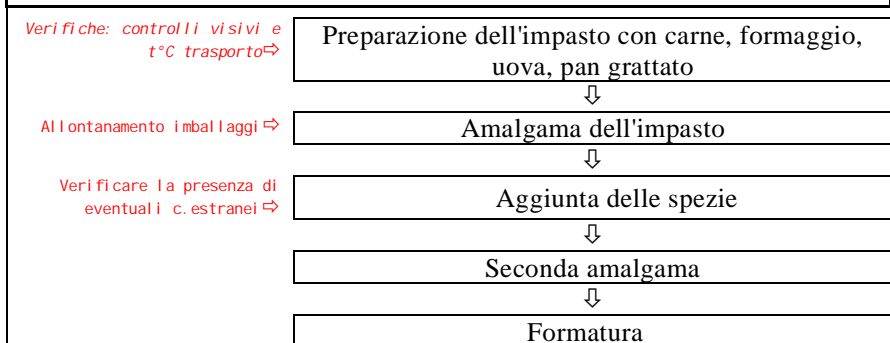 Verifiche: controlli visivi e
t°C trasporto⇨
Preparazione dell'impasto con carne, formaggio,
uova, pan grattato
⇩
Allontanamento imballaggi⇨
Amalgama dell'impasto
⇩
Verificare la presenza di
eventuali c.estranei⇨
Aggiunta delle spezie
⇩
Seconda amalgama
⇩
Formatura